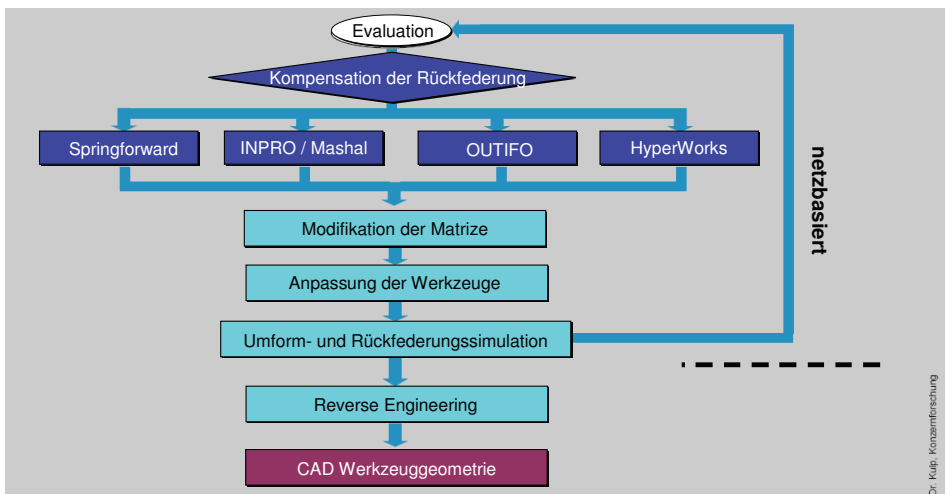 Evaluation
Kompensation der Rückfederung
Springforward
INPRO / Mashal
OUTIFO
HyperWorks
netzbasiert
Modifikation der Matrize
Anpassung der Werkzeuge
Umform- und Rückfederungssimulation
Reverse Engineering
CAD Werkzeuggeometrie
Dr. Kulp, Konzernforschung